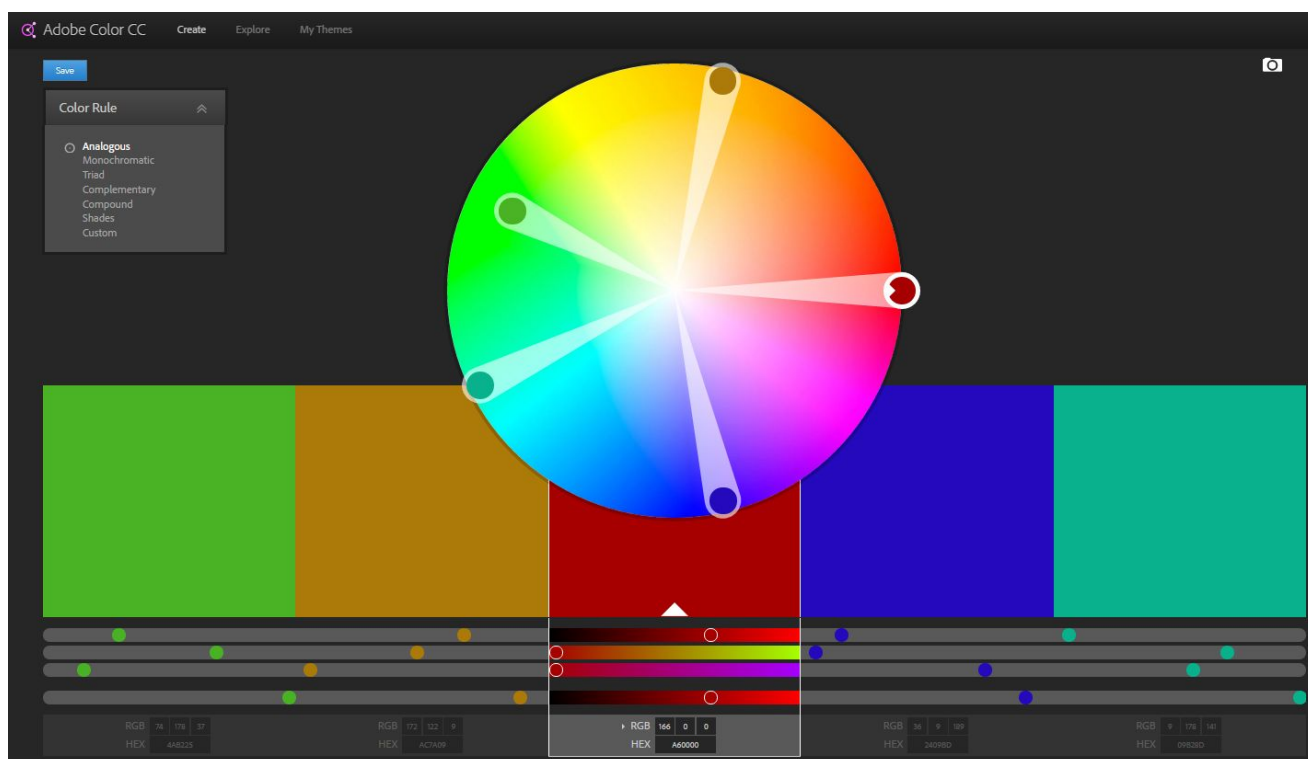 Adobe Color CC Create Explore My Themes
Save
Color Rule
Analogous
Monochromatic
Triad
Complementary
Compound
Shades
Custom
RGB 74 178 37
HEX 4AB225
RGB 172 122 9
HEX AC7A09
RGB 166 0 0
HEX A60000
RGB 36 9 189
HEX 2409BD
RGB 9 178 141
HEX 09B28D